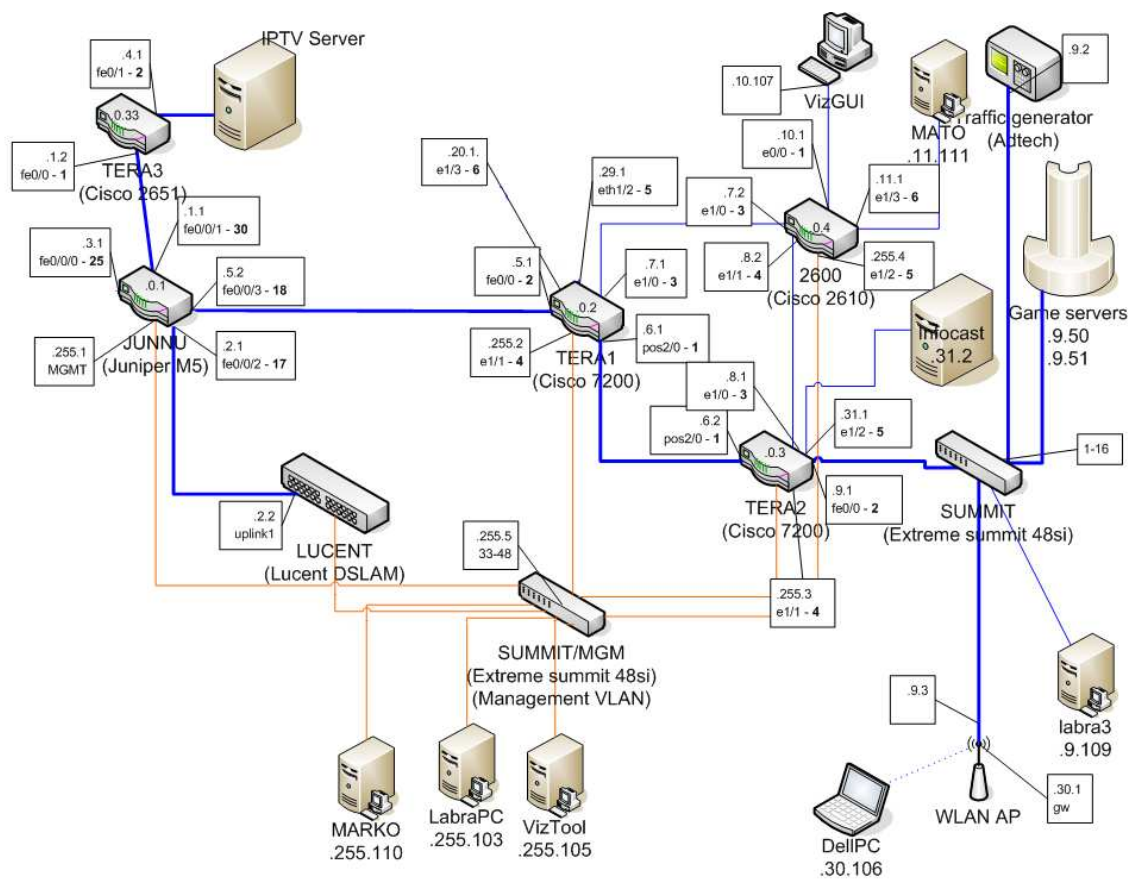 IPTV Server
.4.1
fe0/1 - 2
0.33
.1.2
fe0/0 - 1
TERA3
(Cisco 2651)
.1.1
fe0/0/1 - 30
.3.1
fe0/0/0 - 25
.0.1
.5.2
fe0/0/3 - 18
JUNNU
(Juniper M5)
.255.1
MGMT
.2.1
fe0/0/2 - 17
.20.1.
e1/3 - 6
.29.1
eth1/2 - 5
.5.1
fe0/0 - 2
.7.1
e1/0 - 3
.0.2
.255.2
e1/1 - 4
TERA1
(Cisco 7200)
.6.1
pos2/0 - 1
.10.107
VizGUI
.10.1
e0/0 - 1
MATO
.11.111
.9.2
Traffic generator
(Adtech)
.11.1
e1/3 - 6
.7.2
e1/0 - 3
0.4
.8.2
e1/1 - 4
.255.4
e1/2 - 5
2600
(Cisco 2610)
Infocast
.31.2
Game servers
.9.50
.9.51
.8.1
e1/0 - 3
.6.2
pos2/0 - 1
.31.1
e1/2 - 5
.0.3
.9.1
fe0/0 - 2
TERA2
(Cisco 7200)
1-16
SUMMIT
(Extreme summit 48si)
.2.2
uplink1
LUCENT
(Lucent DSLAM)
.255.5
33-48
.255.3
e1/1 - 4
SUMMIT/MGM
(Extreme summit 48si)
(Management VLAN)
.9.3
labra3
.9.109
.30.1
gw
WLAN AP
DellPC
.30.106
MARKO
.255.110
LabraPC
.255.103
VizTool
.255.105